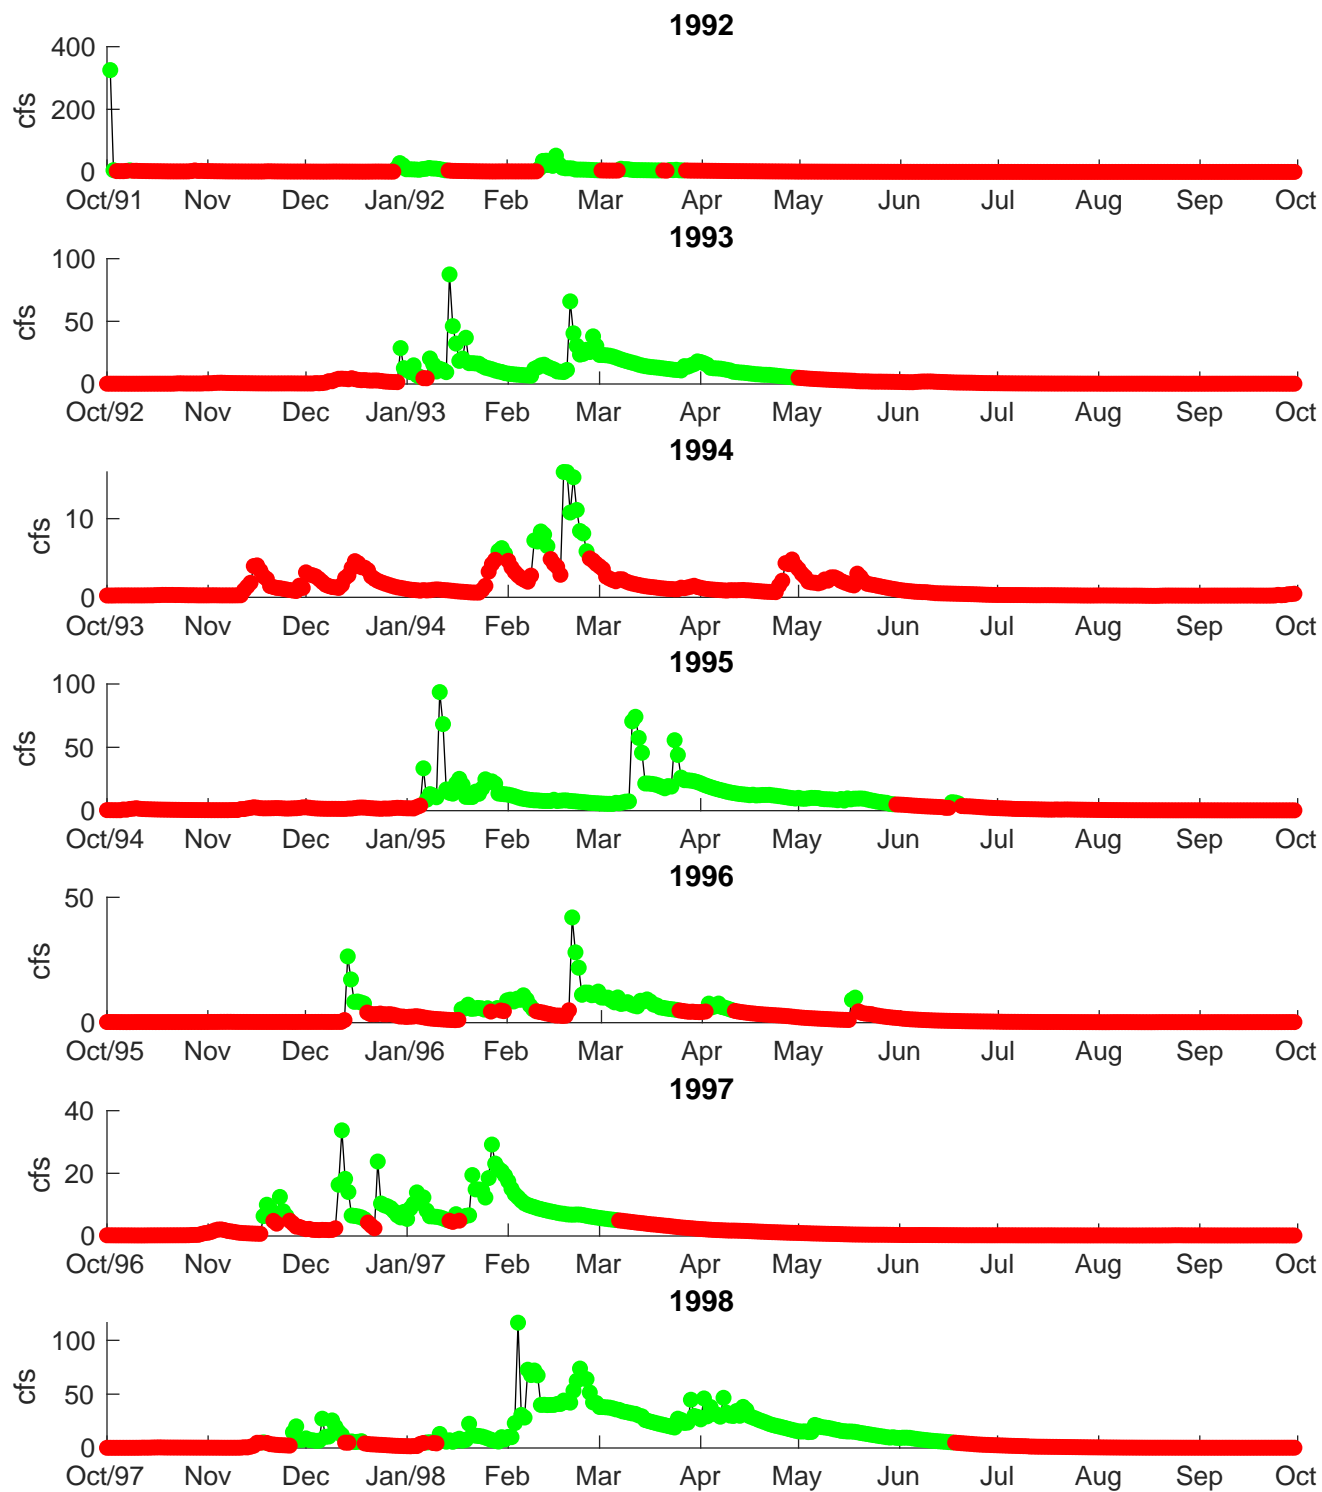 1992
400
200
0
cfs
Oct/91 Nov Dec Jan/92 Feb Mar Apr May Jun Jul Aug Sep Oct
1993
100
50
0
cfs
Oct/92 Nov Dec Jan/93 Feb Mar Apr May Jun Jul Aug Sep Oct
1994
10
0
cfs
Oct/93 Nov Dec Jan/94 Feb Mar Apr May Jun Jul Aug Sep Oct
1995
100
50
0
cfs
Oct/94 Nov Dec Jan/95 Feb Mar Apr May Jun Jul Aug Sep Oct
1996
50
0
cfs
Oct/95 Nov Dec Jan/96 Feb Mar Apr May Jun Jul Aug Sep Oct
1997
40
20
0
cfs
Oct/96 Nov Dec Jan/97 Feb Mar Apr May Jun Jul Aug Sep Oct
1998
100
50
0
cfs
Oct/97 Nov Dec Jan/98 Feb Mar Apr May Jun Jul Aug Sep Oct